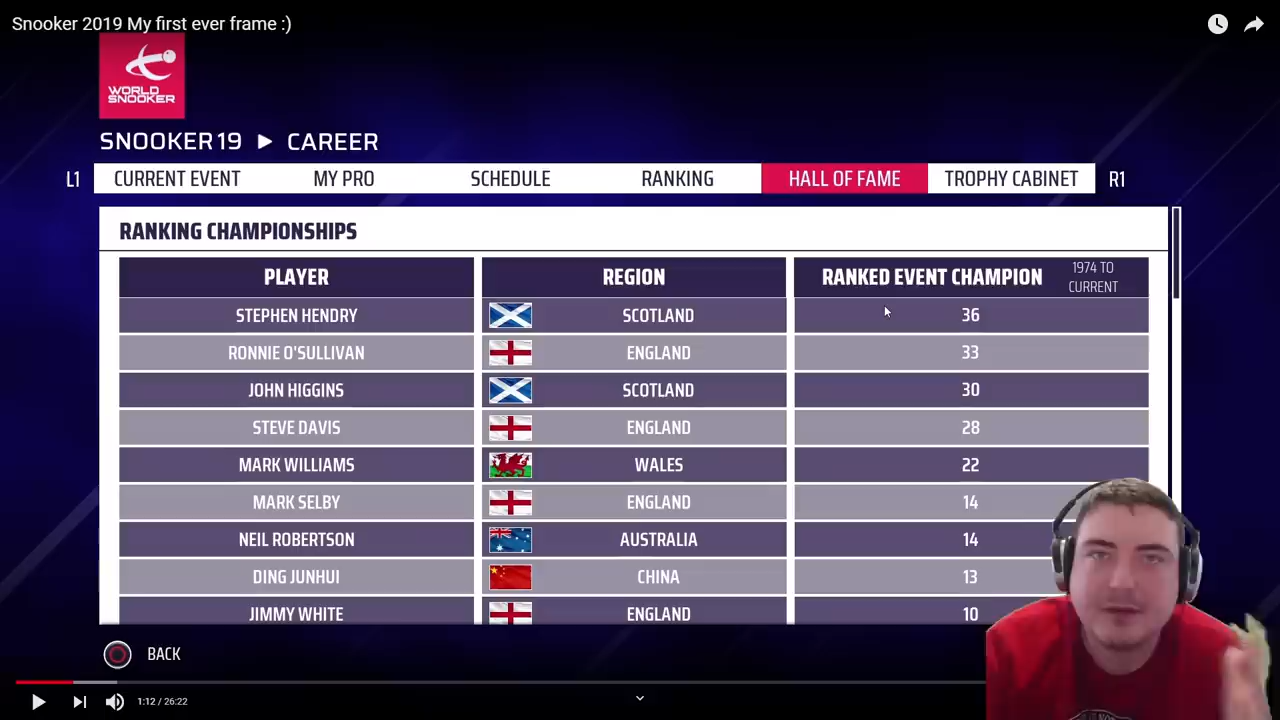 Snooker 2019 My first ever frame :)
WORLD
SNOOKER
SNOOKER 19 ▶ CAREER
L1 CURRENT EVENT MY PRO SCHEDULE RANKING HALL OF FAME TROPHY CABINET R1
RANKING CHAMPIONSHIPS
PLAYER REGION RANKED EVENT CHAMPION 1974 TO
CURRENT
STEPHEN HENDRY SCOTLAND 36
RONNIE O'SULLIVAN ENGLAND 33
JOHN HIGGINS SCOTLAND 30
STEVE DAVIS ENGLAND 28
MARK WILLIAMS WALES 22
MARK SELBY ENGLAND 14
NEIL ROBERTSON AUSTRALIA 14
DING JUNHUI CHINA 13
JIMMY WHITE ENGLAND 10
BACK
1:12 / 26:22